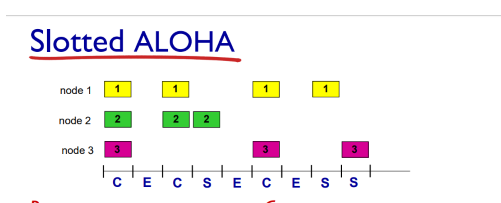 Slotted ALOHA
node 1 1 1 1 1
node 2 2 2 2
node 3 3 3 3
C E C S E C E S S